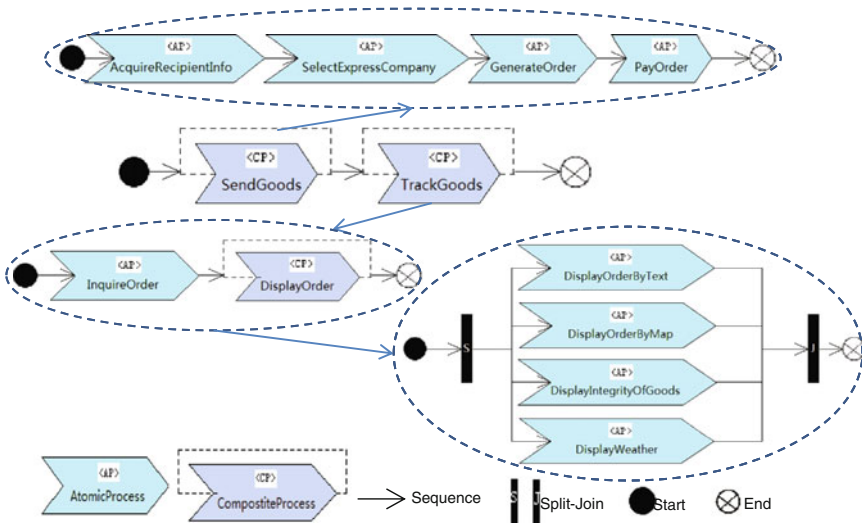 <AP>
AcquireRecipientInfo
<AP>
SelectExpressCompany
<AP>
GenerateOrder
<AP>
PayOrder
<CP>
SendGoods
<CP>
TrackGoods
<AP>
InquireOrder
<CP>
DisplayOrder
<AP>
DisplayOrderByText
<AP>
DisplayOrderByMap
<AP>
DisplayIntegrityOfGoods
<AP>
DisplayWeather
S
J
<AP>
AtomicProcess
<CP>
CompostiteProcess
Sequence
S J
Split-Join
Start
End